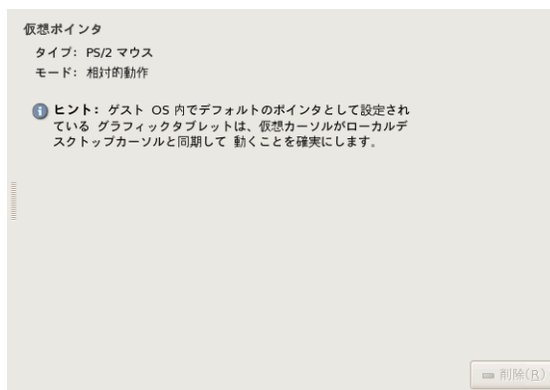 仮想ポインタ
タイプ: PS/2 マウス
モード: 相対的動作
ヒント: ゲスト OS 内でデフォルトのポインタとして設定され
ている グラフィックタブレットは、仮想カーソルがローカルデ
スクトップカーソルと同期して 動くことを確実にします。
削除(R)